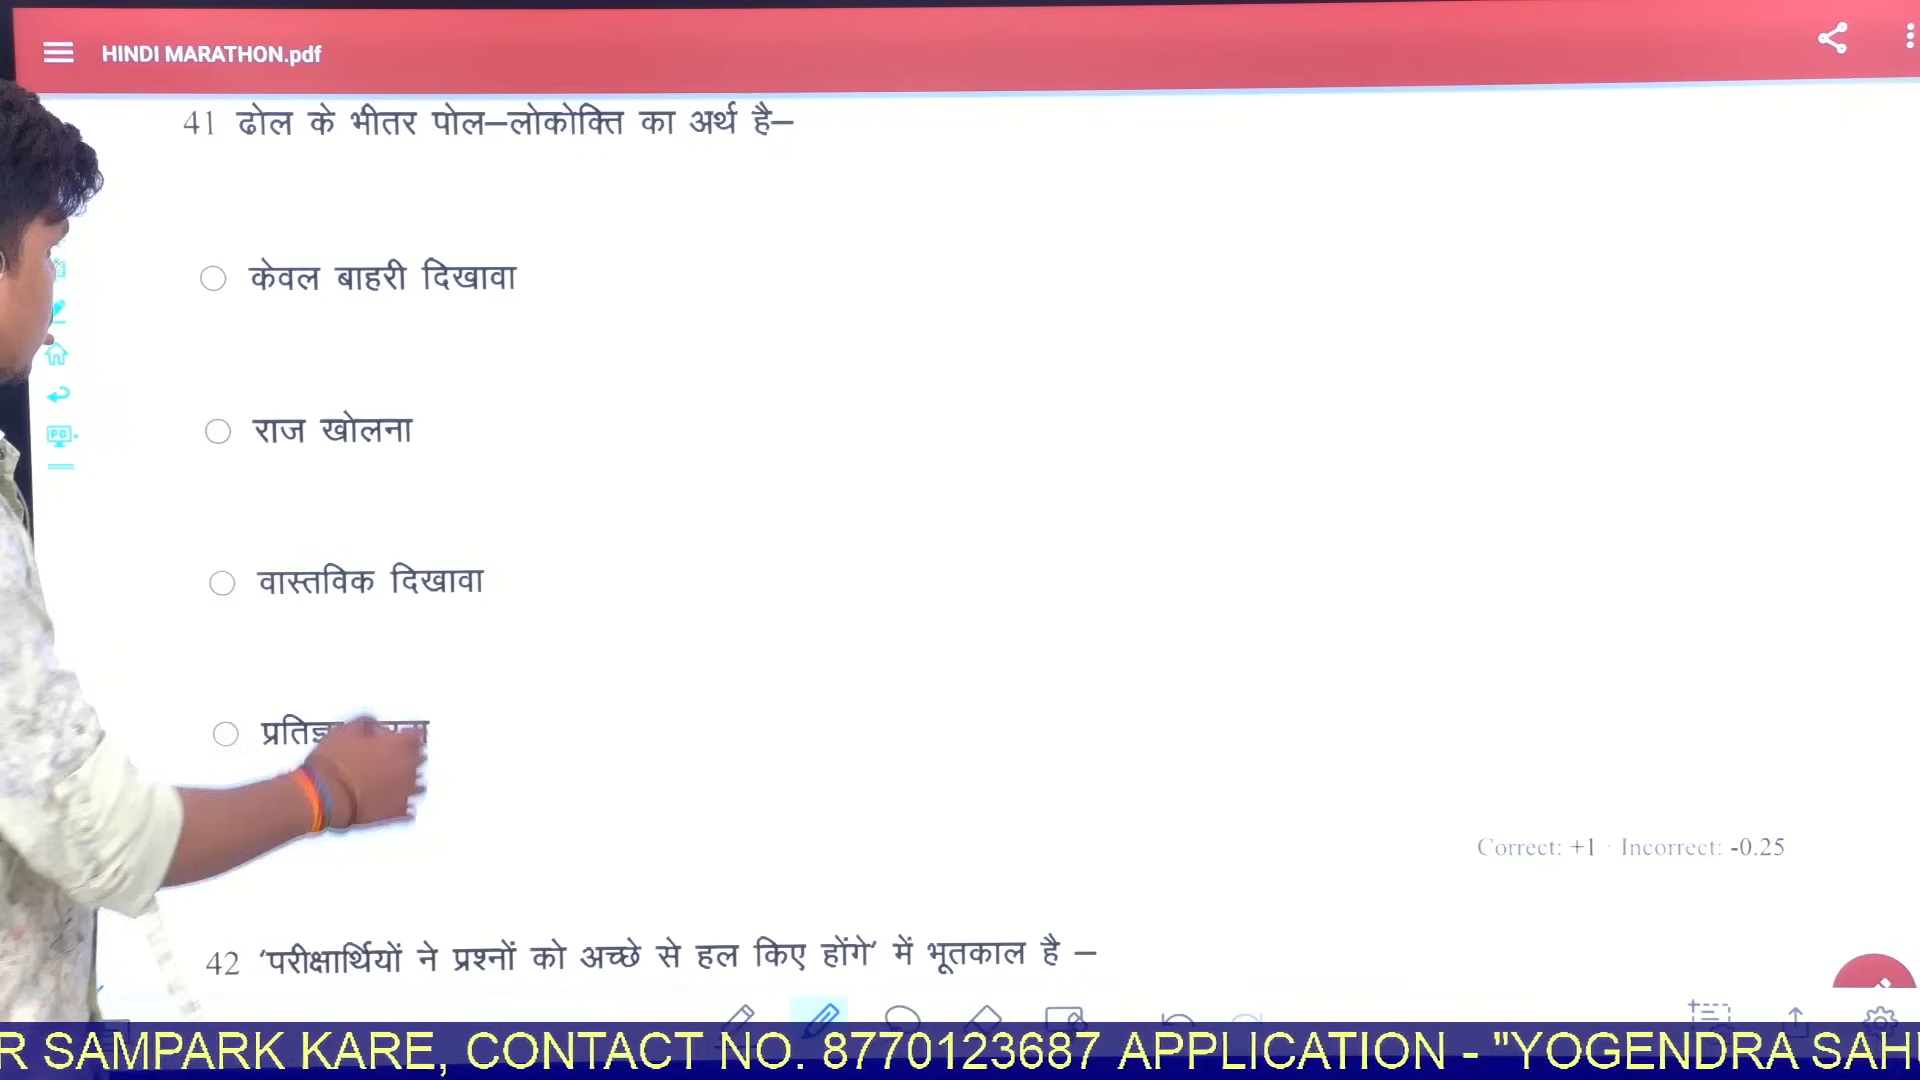 HINDI MARATHON.pdf
41 ढोल के भीतर पोल–लोकोक्ति का अर्थ है–
केवल बाहरी दिखावा
राज खोलना
वास्तविक दिखावा
Correct: +1 · Incorrect: -0.25
42 ‘परीक्षार्थियों ने प्रश्नों को अच्छे से हल किए होंगे’ में भूतकाल है –
R SAMPARK KARE, CONTACT NO. 8770123687 APPLICATION - "YOGENDRA SAH